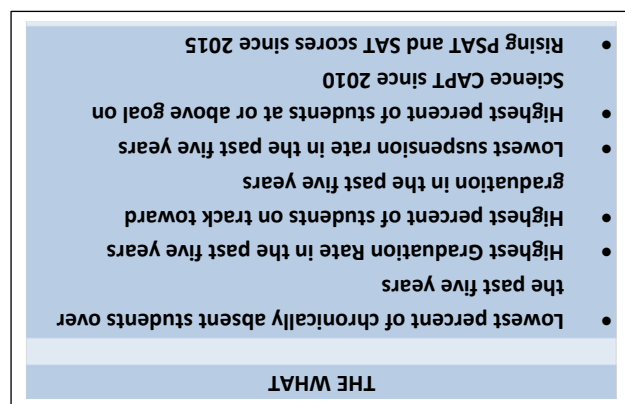 THE WHAT
• Lowest percent of chronically absent students over
the past five years
• Highest Graduation Rate in the past five years
• Highest percent of students on track toward
graduation in the past five years
• Lowest suspension rate in the past five years
• Highest percent of students at or above goal on
Science CAPT since 2010
• Rising PSAT and SAT scores since 2015